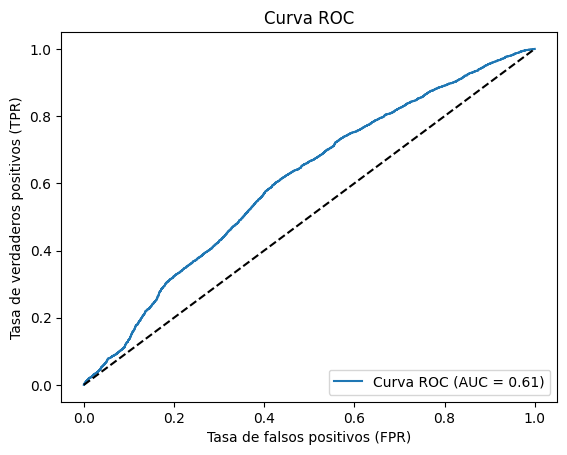 Curva ROC
Tasa de verdaderos positivos (TPR)
1.0
0.8
0.6
0.4
0.2
0.0
0.0 0.2 0.4 0.6 0.8 1.0
Curva ROC (AUC = 0.61)
Tasa de falsos positivos (FPR)